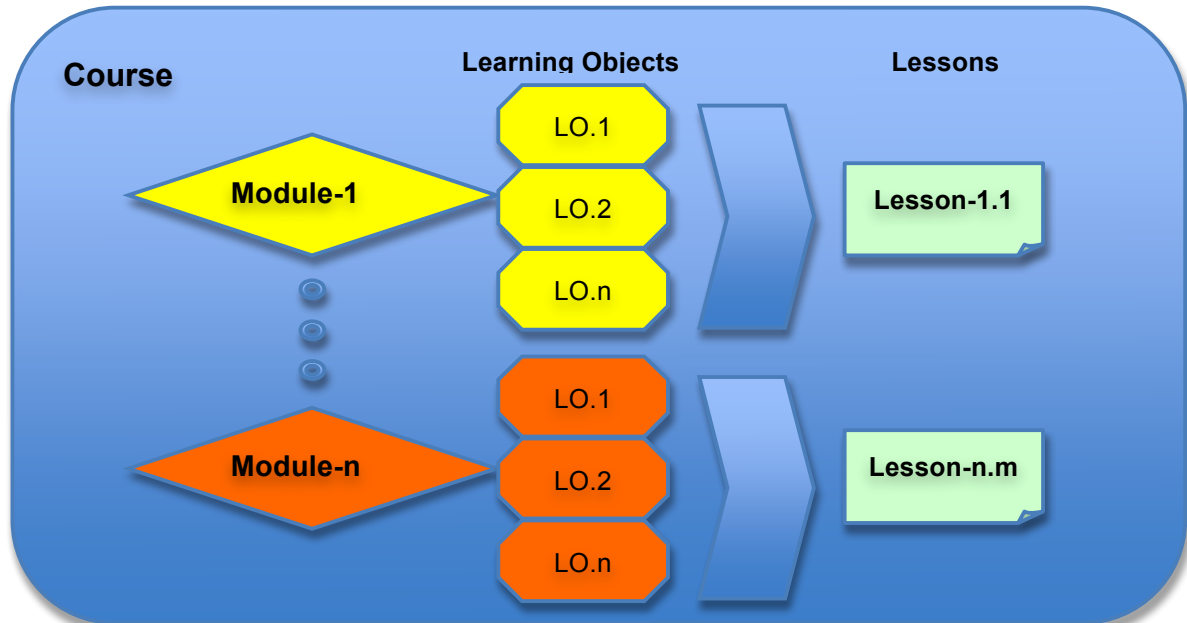 Course
Learning Objects
Lessons
LO.1
Module-1
LO.2
Lesson-1.1
LO.n
LO.1
Module-n
LO.2
Lesson-n.m
LO.n